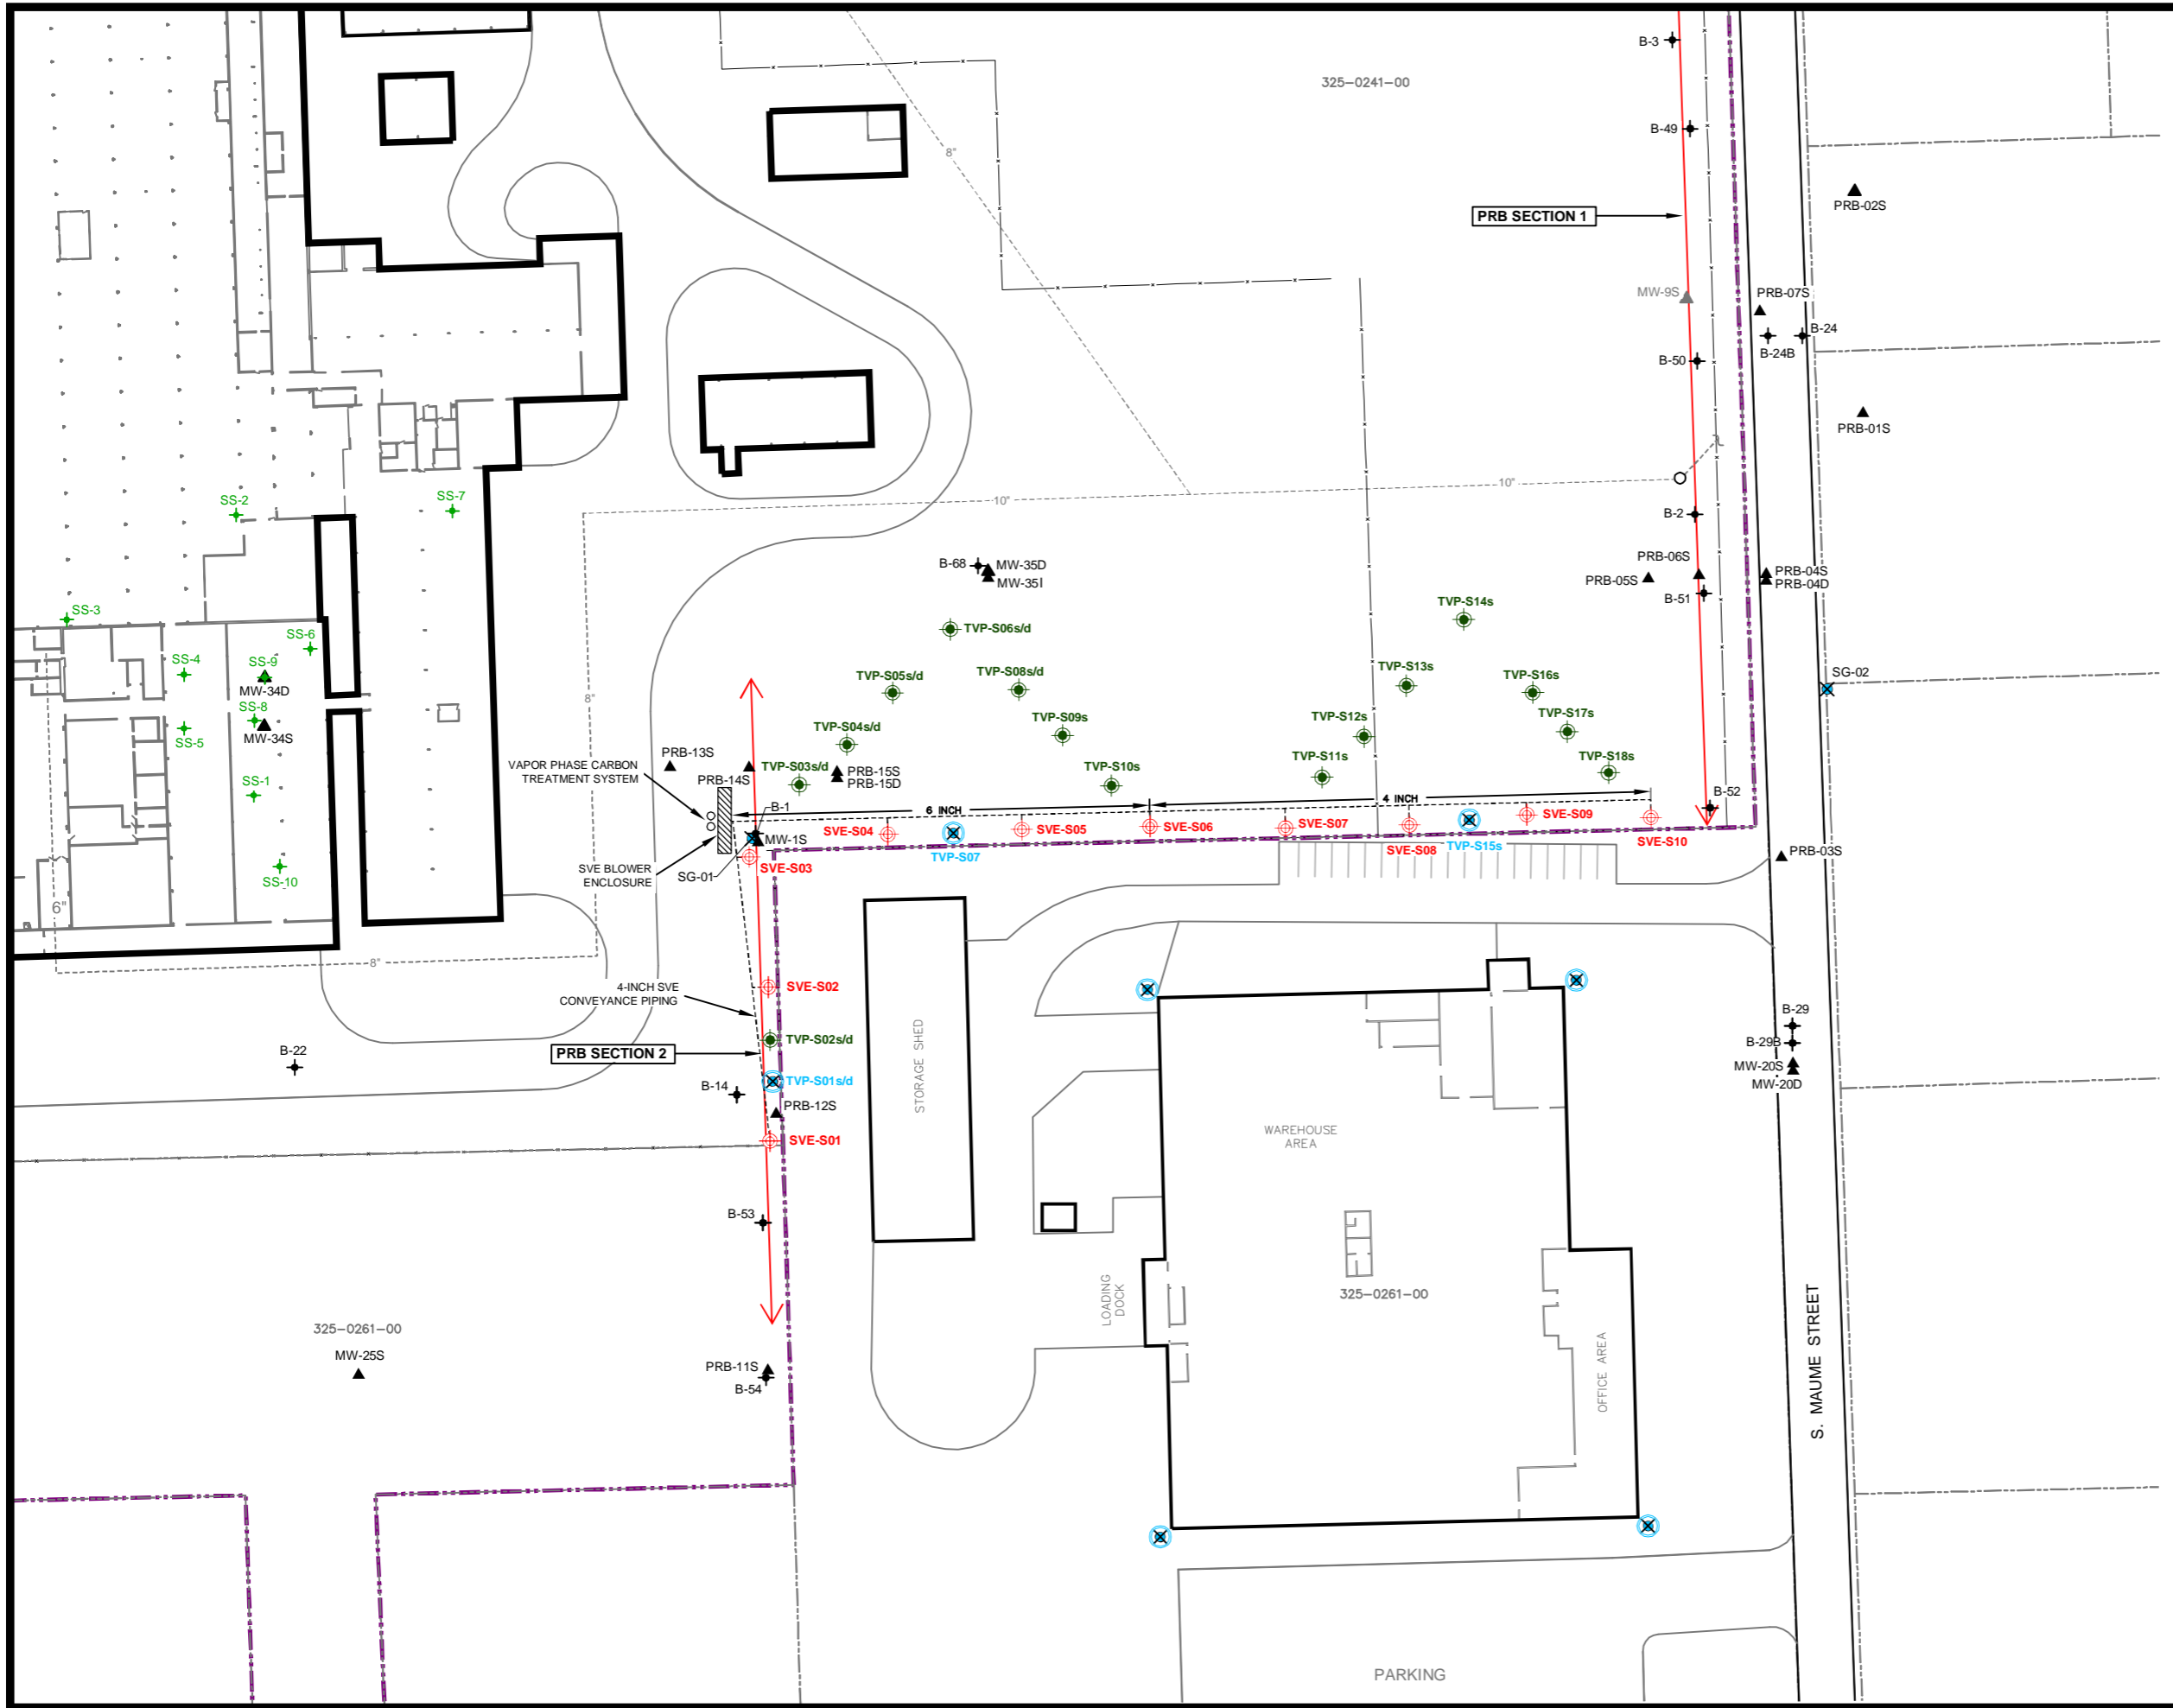 B-3
325-0241-00
B-49
8"
PRB-02S
PRB SECTION 1
MW-9S
PRB-07S
B-24
B-24B
B-50
PRB-01S
SS-2
SS-7
10"
10"
B-2
B-68
MW-35D
MW-35I
PRB-06S
PRB-05S
PRB-04S
PRB-04D
B-51
SS-3
TVP-S14s
TVP-S06s/d
SS-6
SS-4
SS-9
MW-34D
TVP-S05s/d
TVP-S08s/d
TVP-S13s
TVP-S16s
SG-02
8"
SS-8
MW-34S
SS-5
TVP-S04s/d
TVP-S09s
TVP-S12s
TVP-S17s
VAPOR PHASE CARBON
TREATMENT SYSTEM
PRB-13S
PRB-14S
TVP-S03s/d
PRB-15S
PRB-15D
TVP-S10s
TVP-S11s
TVP-S18s
SS-1
6 INCH
4 INCH
B-52
B-1
MW-1S
SVE-S04
TVP-S07
SVE-S05
SVE-S06
SVE-S07
SVE-S08
TVP-S15s
SVE-S09
SVE-S10
PRB-03S
SVE BLOWER
ENCLOSURE
SG-01
SVE-S03
SS-10
6"
8"
4-INCH SVE
CONVEYANCE PIPING
SVE-S02
TVP-S02s/d
PRB SECTION 2
B-22
TVP-S01s/d
B-14
PRB-12S
SVE-S01
STORAGE SHED
B-29
B-29B
MW-20S
MW-20D
WAREHOUSE
AREA
B-53
LOADING
DOCK
325-0261-00
OFFICE AREA
S. MAUME STREET
325-0261-00
MW-25S
PRB-11S
B-54
PARKING